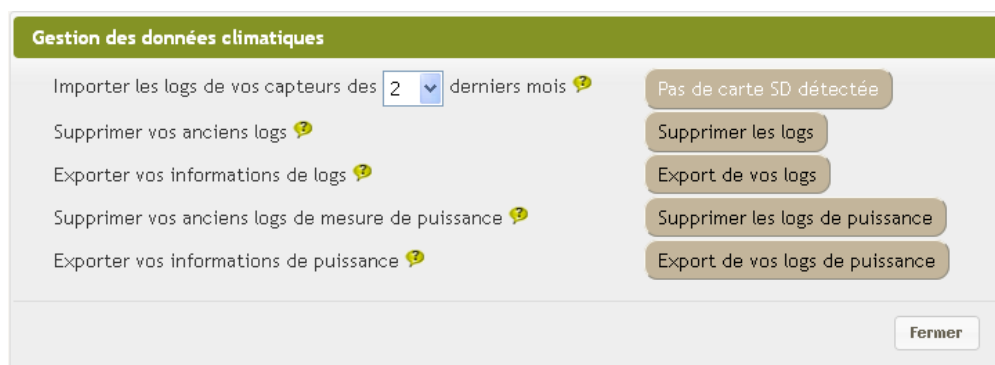 Gestion des données climatiques
Importer les logs de vos capteurs des 2 derniers mois ? Pas de carte SD détectée
Supprimer vos anciens logs ? Supprimer les logs
Exporter vos informations de logs ? Export de vos logs
Supprimer vos anciens logs de mesure de puissance ? Supprimer les logs de puissance
Exporter vos informations de puissance ? Export de vos logs de puissance
Fermer